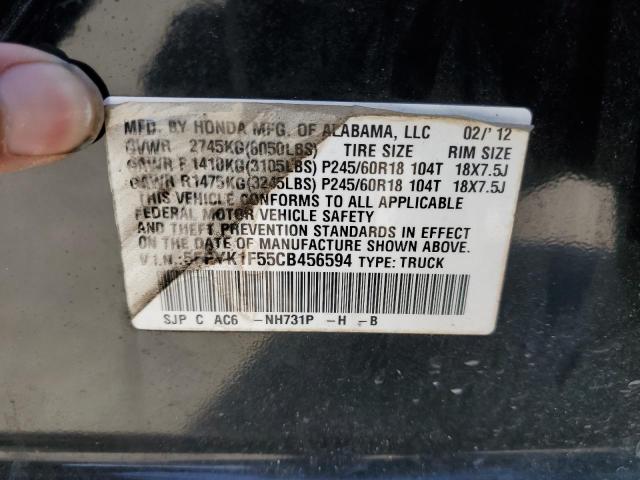 MFD. BY HONDA MFG. OF ALABAMA, LLC 02/'12
GVWR 2745KG(6050LBS) TIRE SIZE RIM SIZE
GAWR F 1410KG(3105LBS) P245/60R18 104T 18X7.5J
GAWR R1475KG(3245LBS) P245/60R18 104T 18X7.5J
THIS VEHICLE CONFORMS TO ALL APPLICABLE
FEDERAL MOTOR VEHICLE SAFETY
AND THEFT PREVENTION STANDARDS IN EFFECT
ON THE DATE OF MANUFACTURE SHOWN ABOVE.
V.I.N.: TYPE: TRUCK
SJP C AC6 -NH731P -H -B